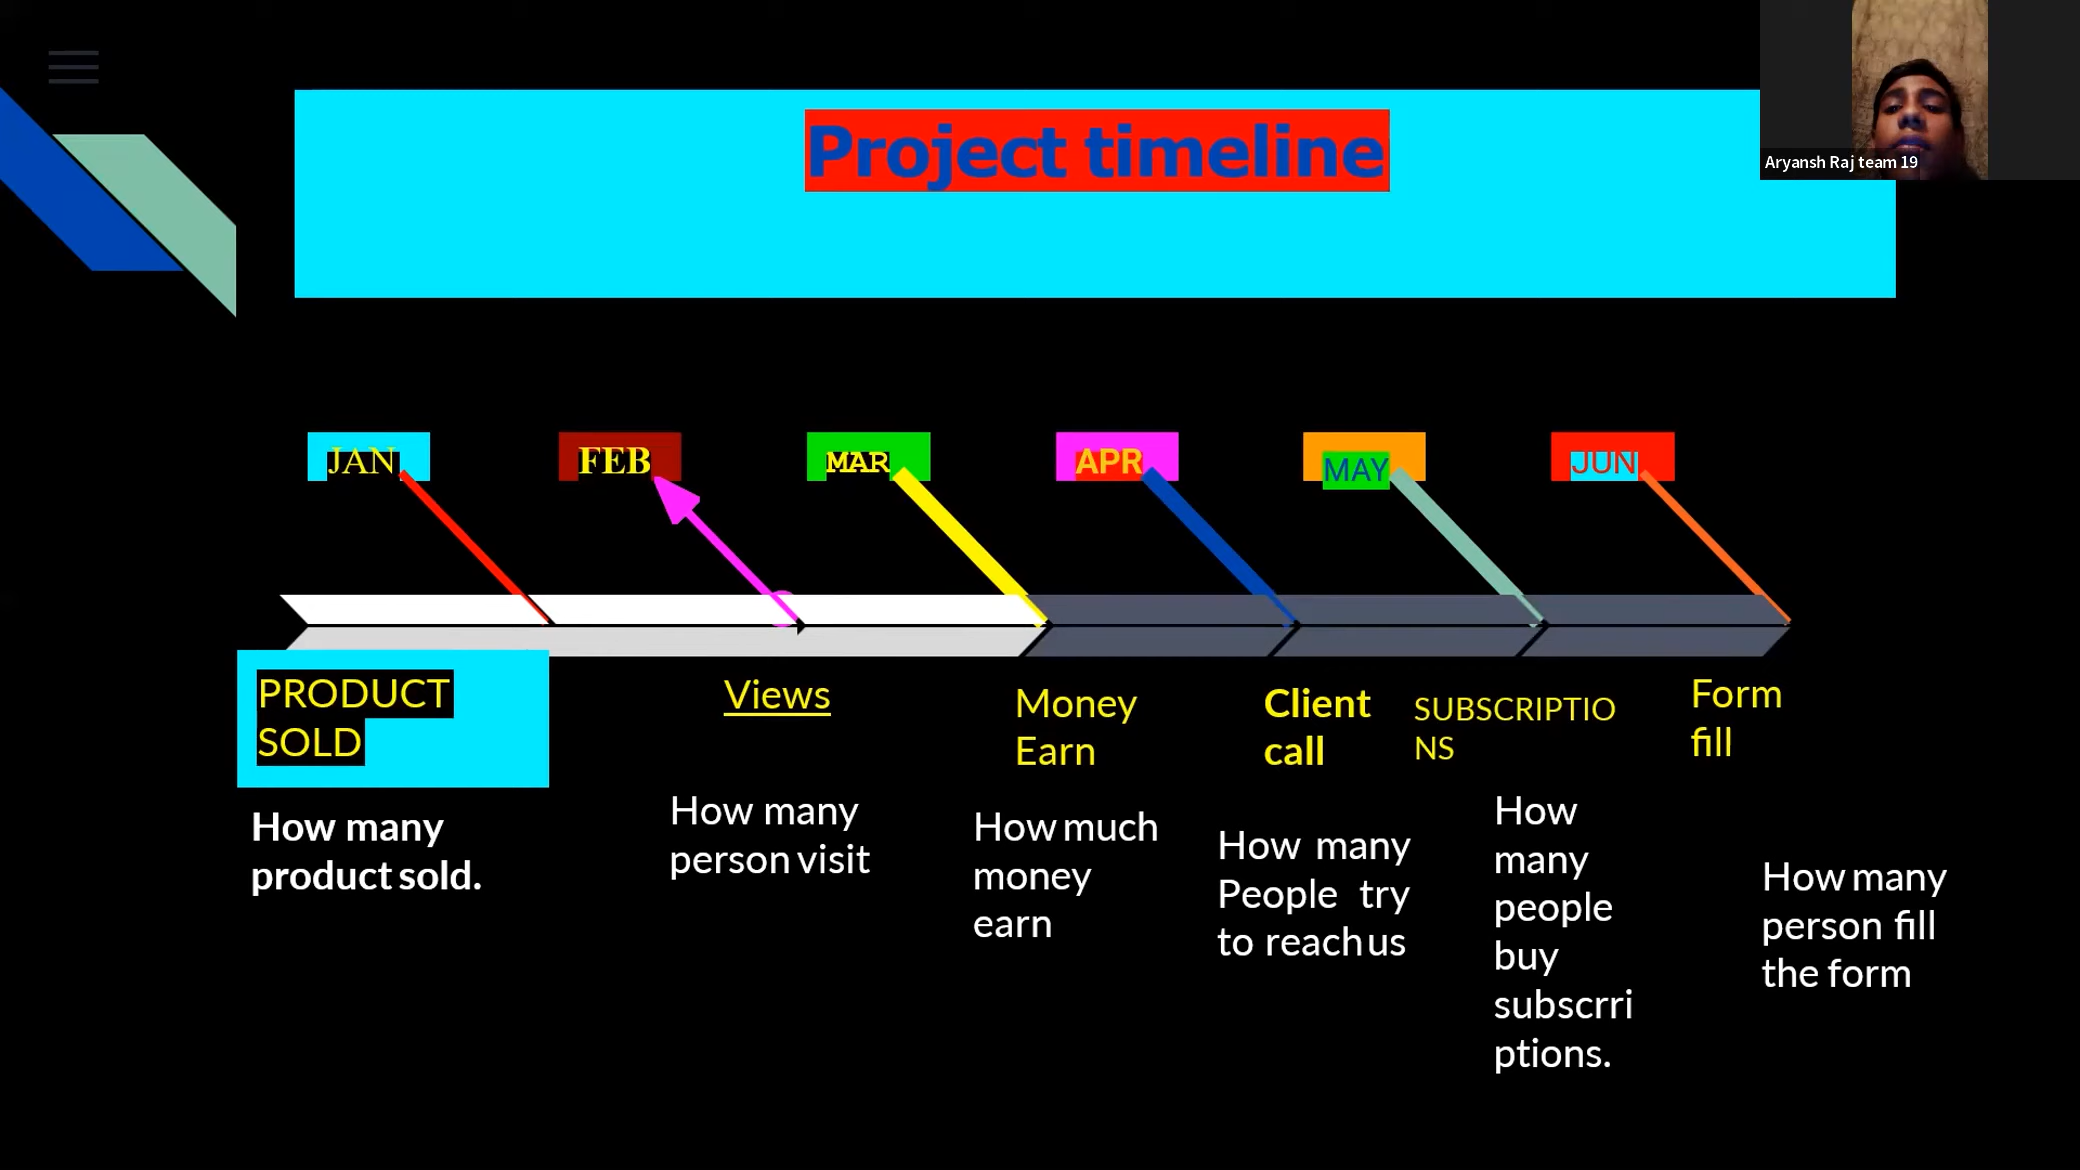 Project timeline
Aryansh Raj team 19
JAN
FEB
MAR
APR
MAY
JUN
PRODUCT
SOLD
How many
product sold.
Views
How many
person visit
Money
Earn
How much
money
earn
Client
call
How many
People try
to reach us
SUBSCRIPTIO
NS
How
many
people
buy
subscrri
ptions.
Form
fill
How many
person fill
the form